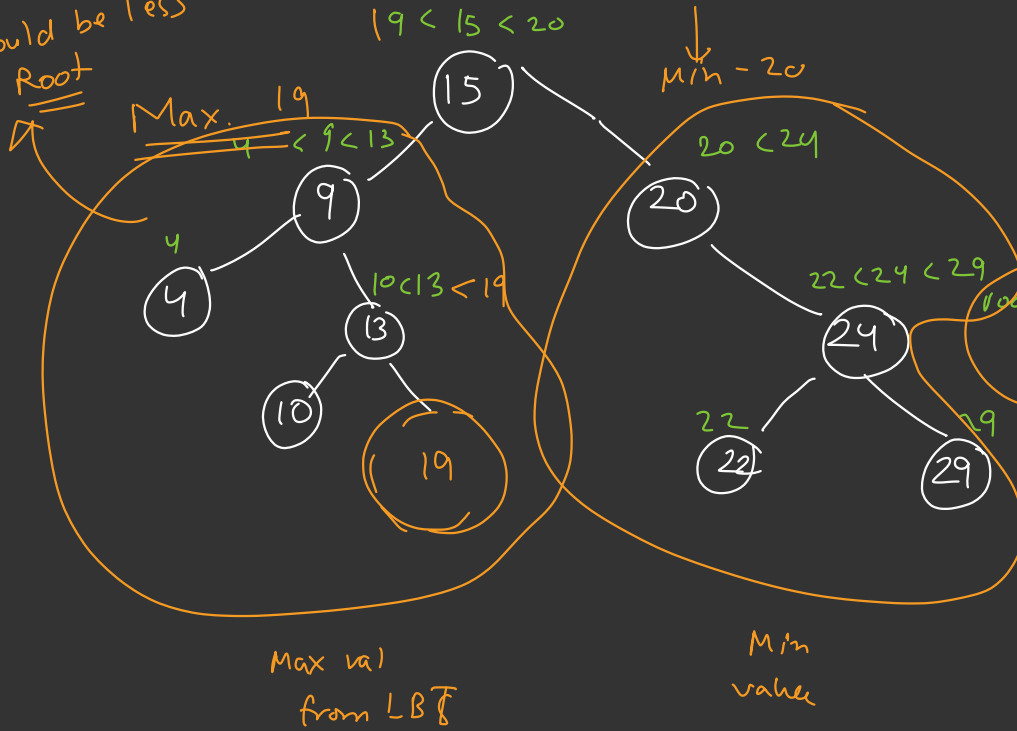 ould be less
Root
19 < 15 < 20
Min - 20
Max. 19
15
4 < 9 < 13
20 < 24
9
20
4
22 < 24 < 29
4
10 < 13 < 19
13
24
10
22
29
19
22
29
Max val
from LBT
Min
value